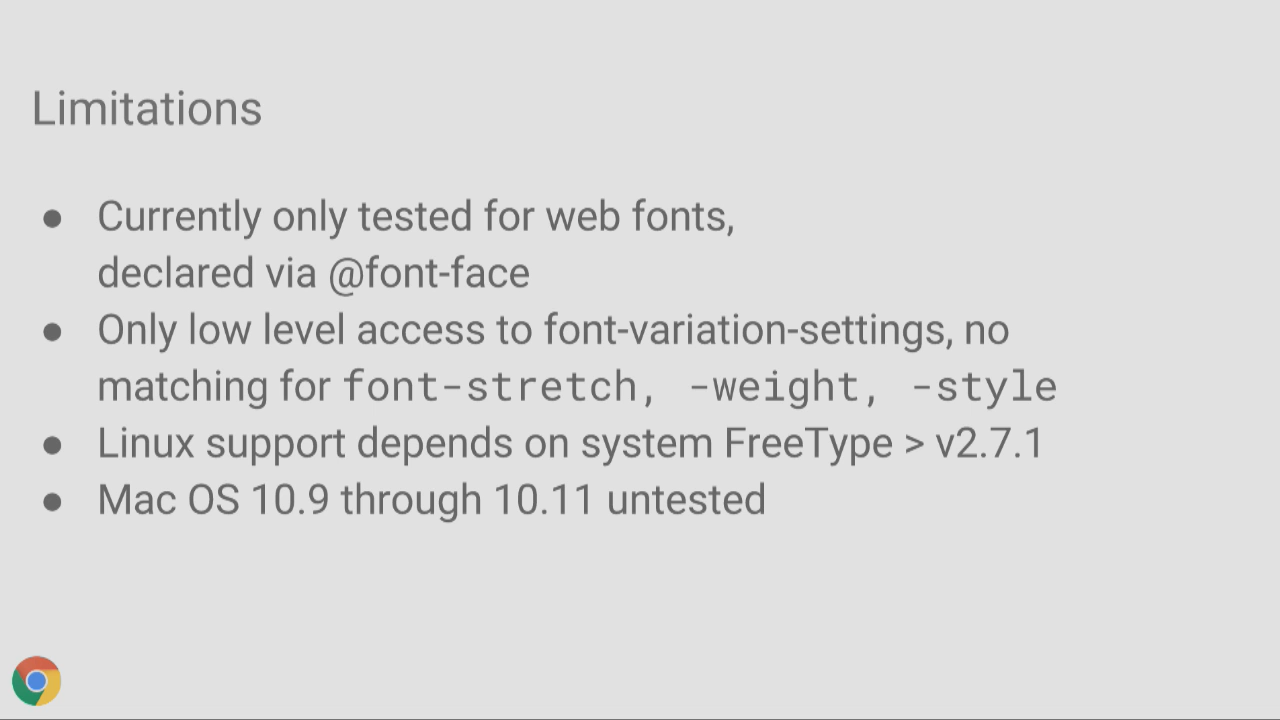 Limitations
● Currently only tested for web fonts,
declared via @font-face
● Only low level access to font-variation-settings, no
matching for font-stretch, -weight, -style
● Linux support depends on system FreeType > v2.7.1
● Mac OS 10.9 through 10.11 untested